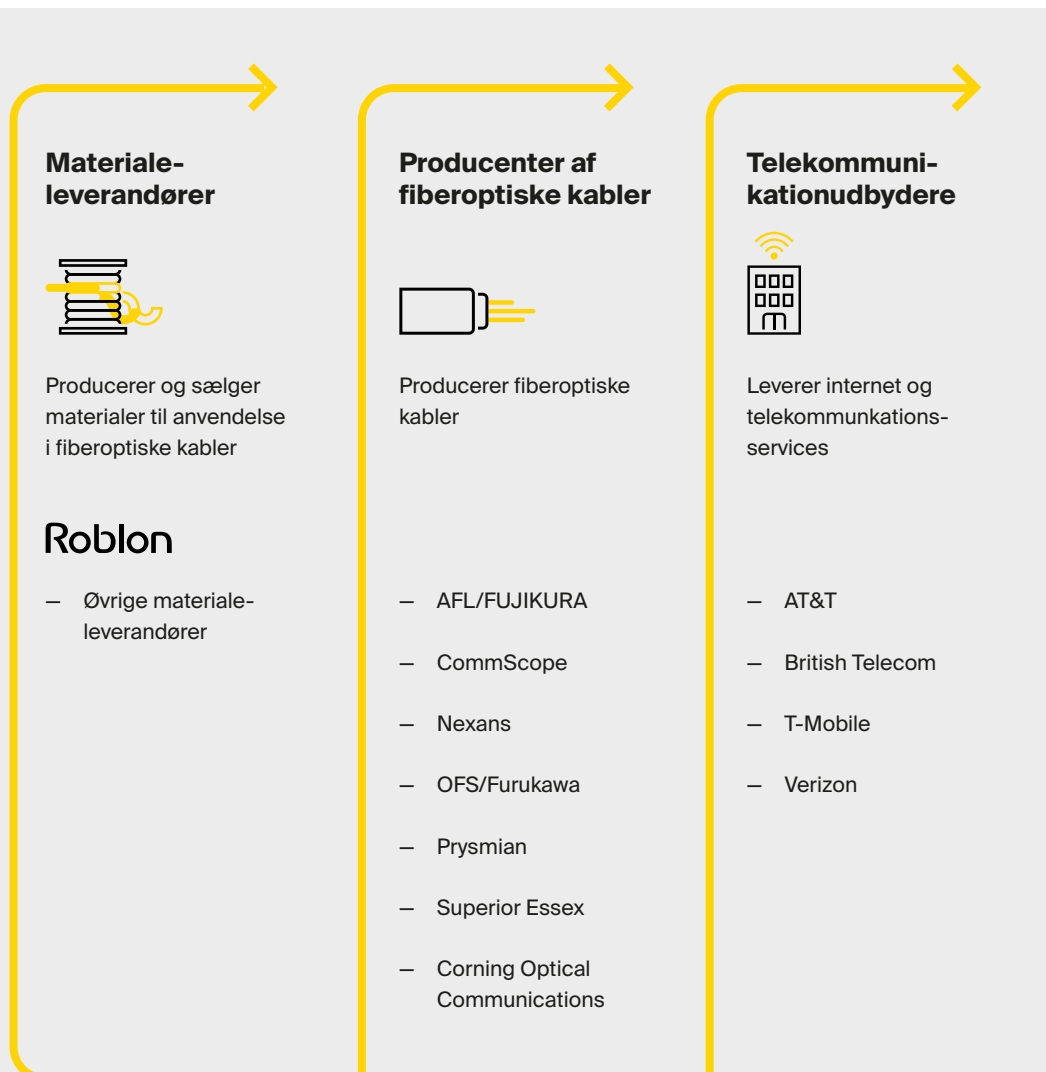 Materiale-
leverandører
Producerer og sælger
materialer til anvendelse
i fiberoptiske kabler
Roblon
— Øvrige materiale-
leverandører
Producenter af
fiberoptiske kabler
Producerer fiberoptiske
kabler
— AFL/FUJIKURA
— CommScope
— Nexans
— OFS/Furukawa
— Prysmian
— Superior Essex
— Corning Optical
Communications
Telekommuni-
kationudbydere
Leverer internet og
telekommunkations-
services
— AT&T
— British Telecom
— T-Mobile
— Verizon